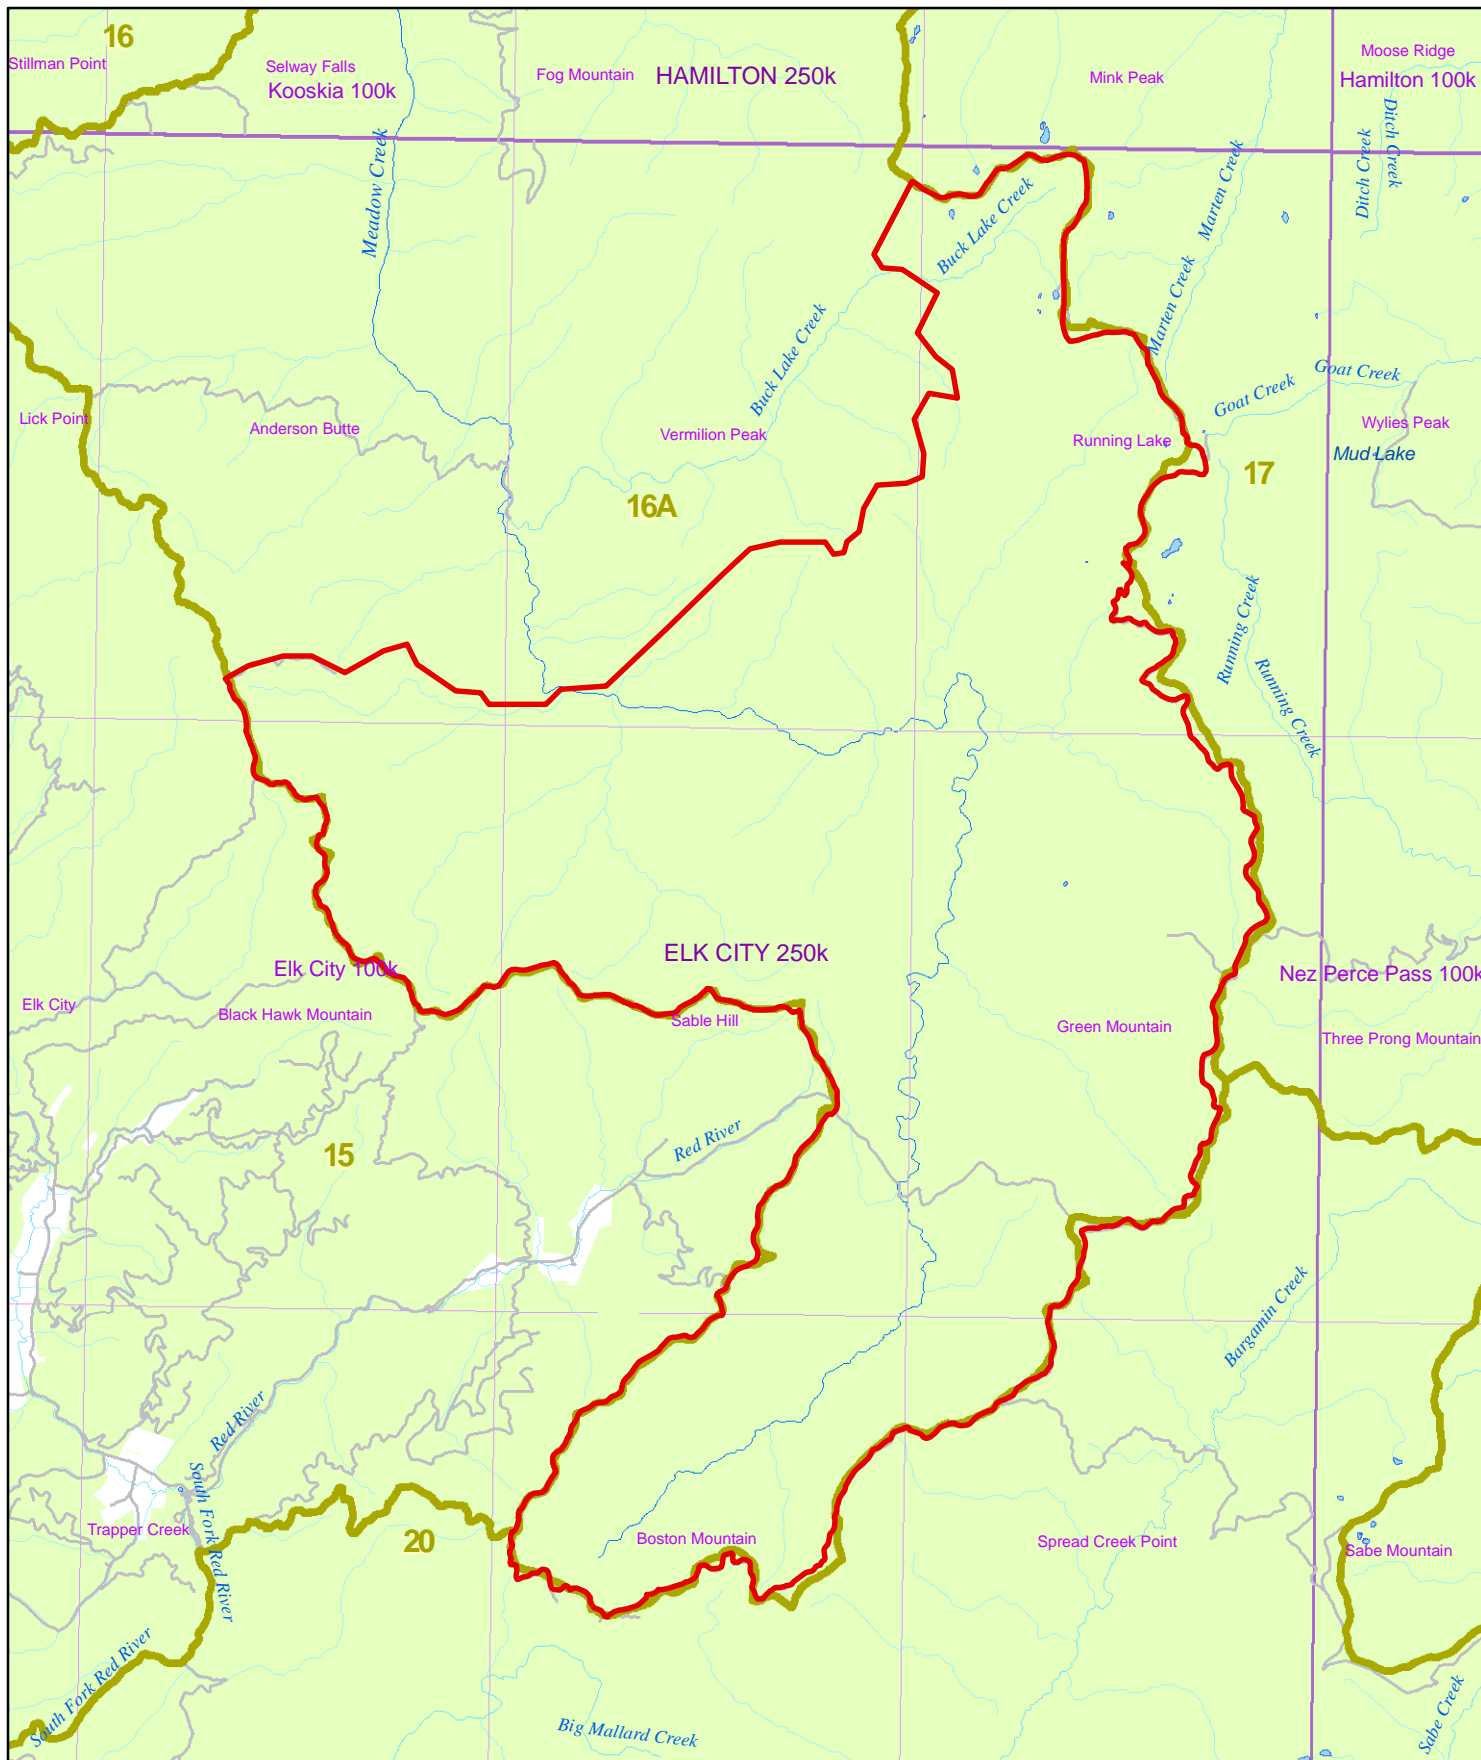 16
Stillman Point
Selway Falls
Kooskia 100k
Fog Mountain
HAMILTON 250k
Mink Peak
Moose Ridge
Hamilton 100k
Meadow Creek
Buck Lake Creek
Marten Creek
Ditch Creek
Ditch Creek
Buck Lake Creek
Marten Creek
Goat Creek
Goat Creek
Lick Point
Anderson Butte
Vermilion Peak
Running Lake
Wylies Peak
Mud Lake
17
16A
Running Creek
Running Creek
ELK CITY 250k
Elk City 100k
Nez Perce Pass 100k
Elk City
Black Hawk Mountain
Sable Hill
Green Mountain
Three Prong Mountain
15
Red River
Bargamin Creek
Red River
South Fork Red River
Trapper Creek
20
Boston Mountain
Spread Creek Point
Sabe Mountain
South Fork Red River
Big Mallard Creek
Sabe Creek